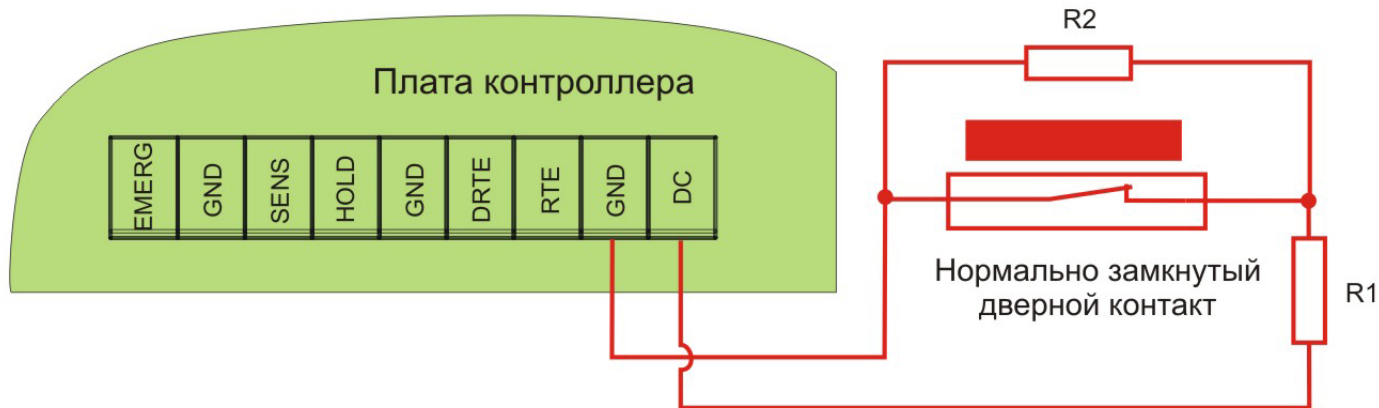 R2
Плата контроллера
EMERG
GND
SENS
HOLD
GND
DRTE
RTE
GND
DC
Нормально замкнутый
дверной контакт
R1